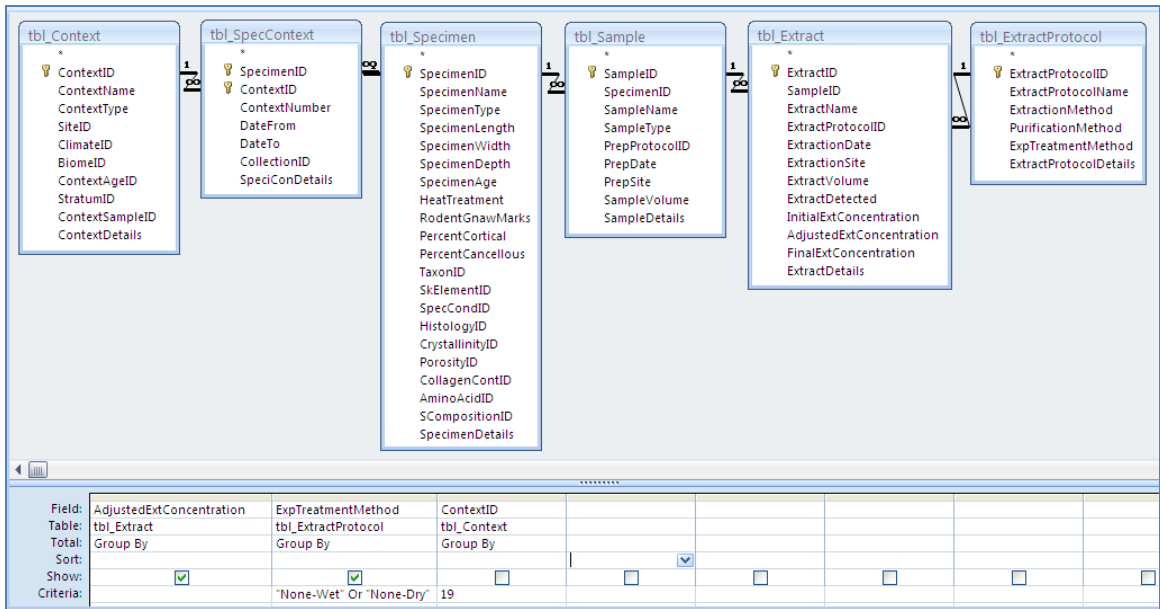 tbl_Context
*
ContextID
ContextName
ContextType
SiteID
ClimateID
BiomeID
ContextAgeID
StratumID
ContextSampleID
ContextDetails
1
∞
tbl_SpecContext
*
SpecimenID
ContextID
ContextNumber
DateFrom
DateTo
CollectionID
SpeciConDetails
∞
tbl_Specimen
*
SpecimenID
SpecimenName
SpecimenType
SpecimenLength
SpecimenWidth
SpecimenDepth
SpecimenAge
HeatTreatment
RodentGnawMarks
PercentCortical
PercentCancellous
TaxonID
SkElementID
SpecCondID
HistologyID
CrystallinityID
PorosityID
CollagenContID
AminoAcidID
SCompositionID
SpecimenDetails
1
∞
tbl_Sample
*
SampleID
SpecimenID
SampleName
SampleType
PrepProtocolID
PrepDate
PrepSite
SampleVolume
SampleDetails
1
∞
tbl_Extract
*
ExtractID
SampleID
ExtractName
ExtractProtocolID
ExtractionDate
ExtractionSite
ExtractVolume
ExtractDetected
InitialExtConcentration
AdjustedExtConcentration
FinalExtConcentration
ExtractDetails
1
∞
tbl_ExtractProtocol
*
ExtractProtocolID
ExtractProtocolName
ExtractionMethod
PurificationMethod
ExpTreatmentMethod
ExtractProtocolDetails
Field: AdjustedExtConcentration ExpTreatmentMethod ContextID
Table: tbl_Extract tbl_ExtractProtocol tbl_Context
Total: Group By Group By Group By
Sort:
Show:
Criteria: "None-Wet" Or "None-Dry" 19